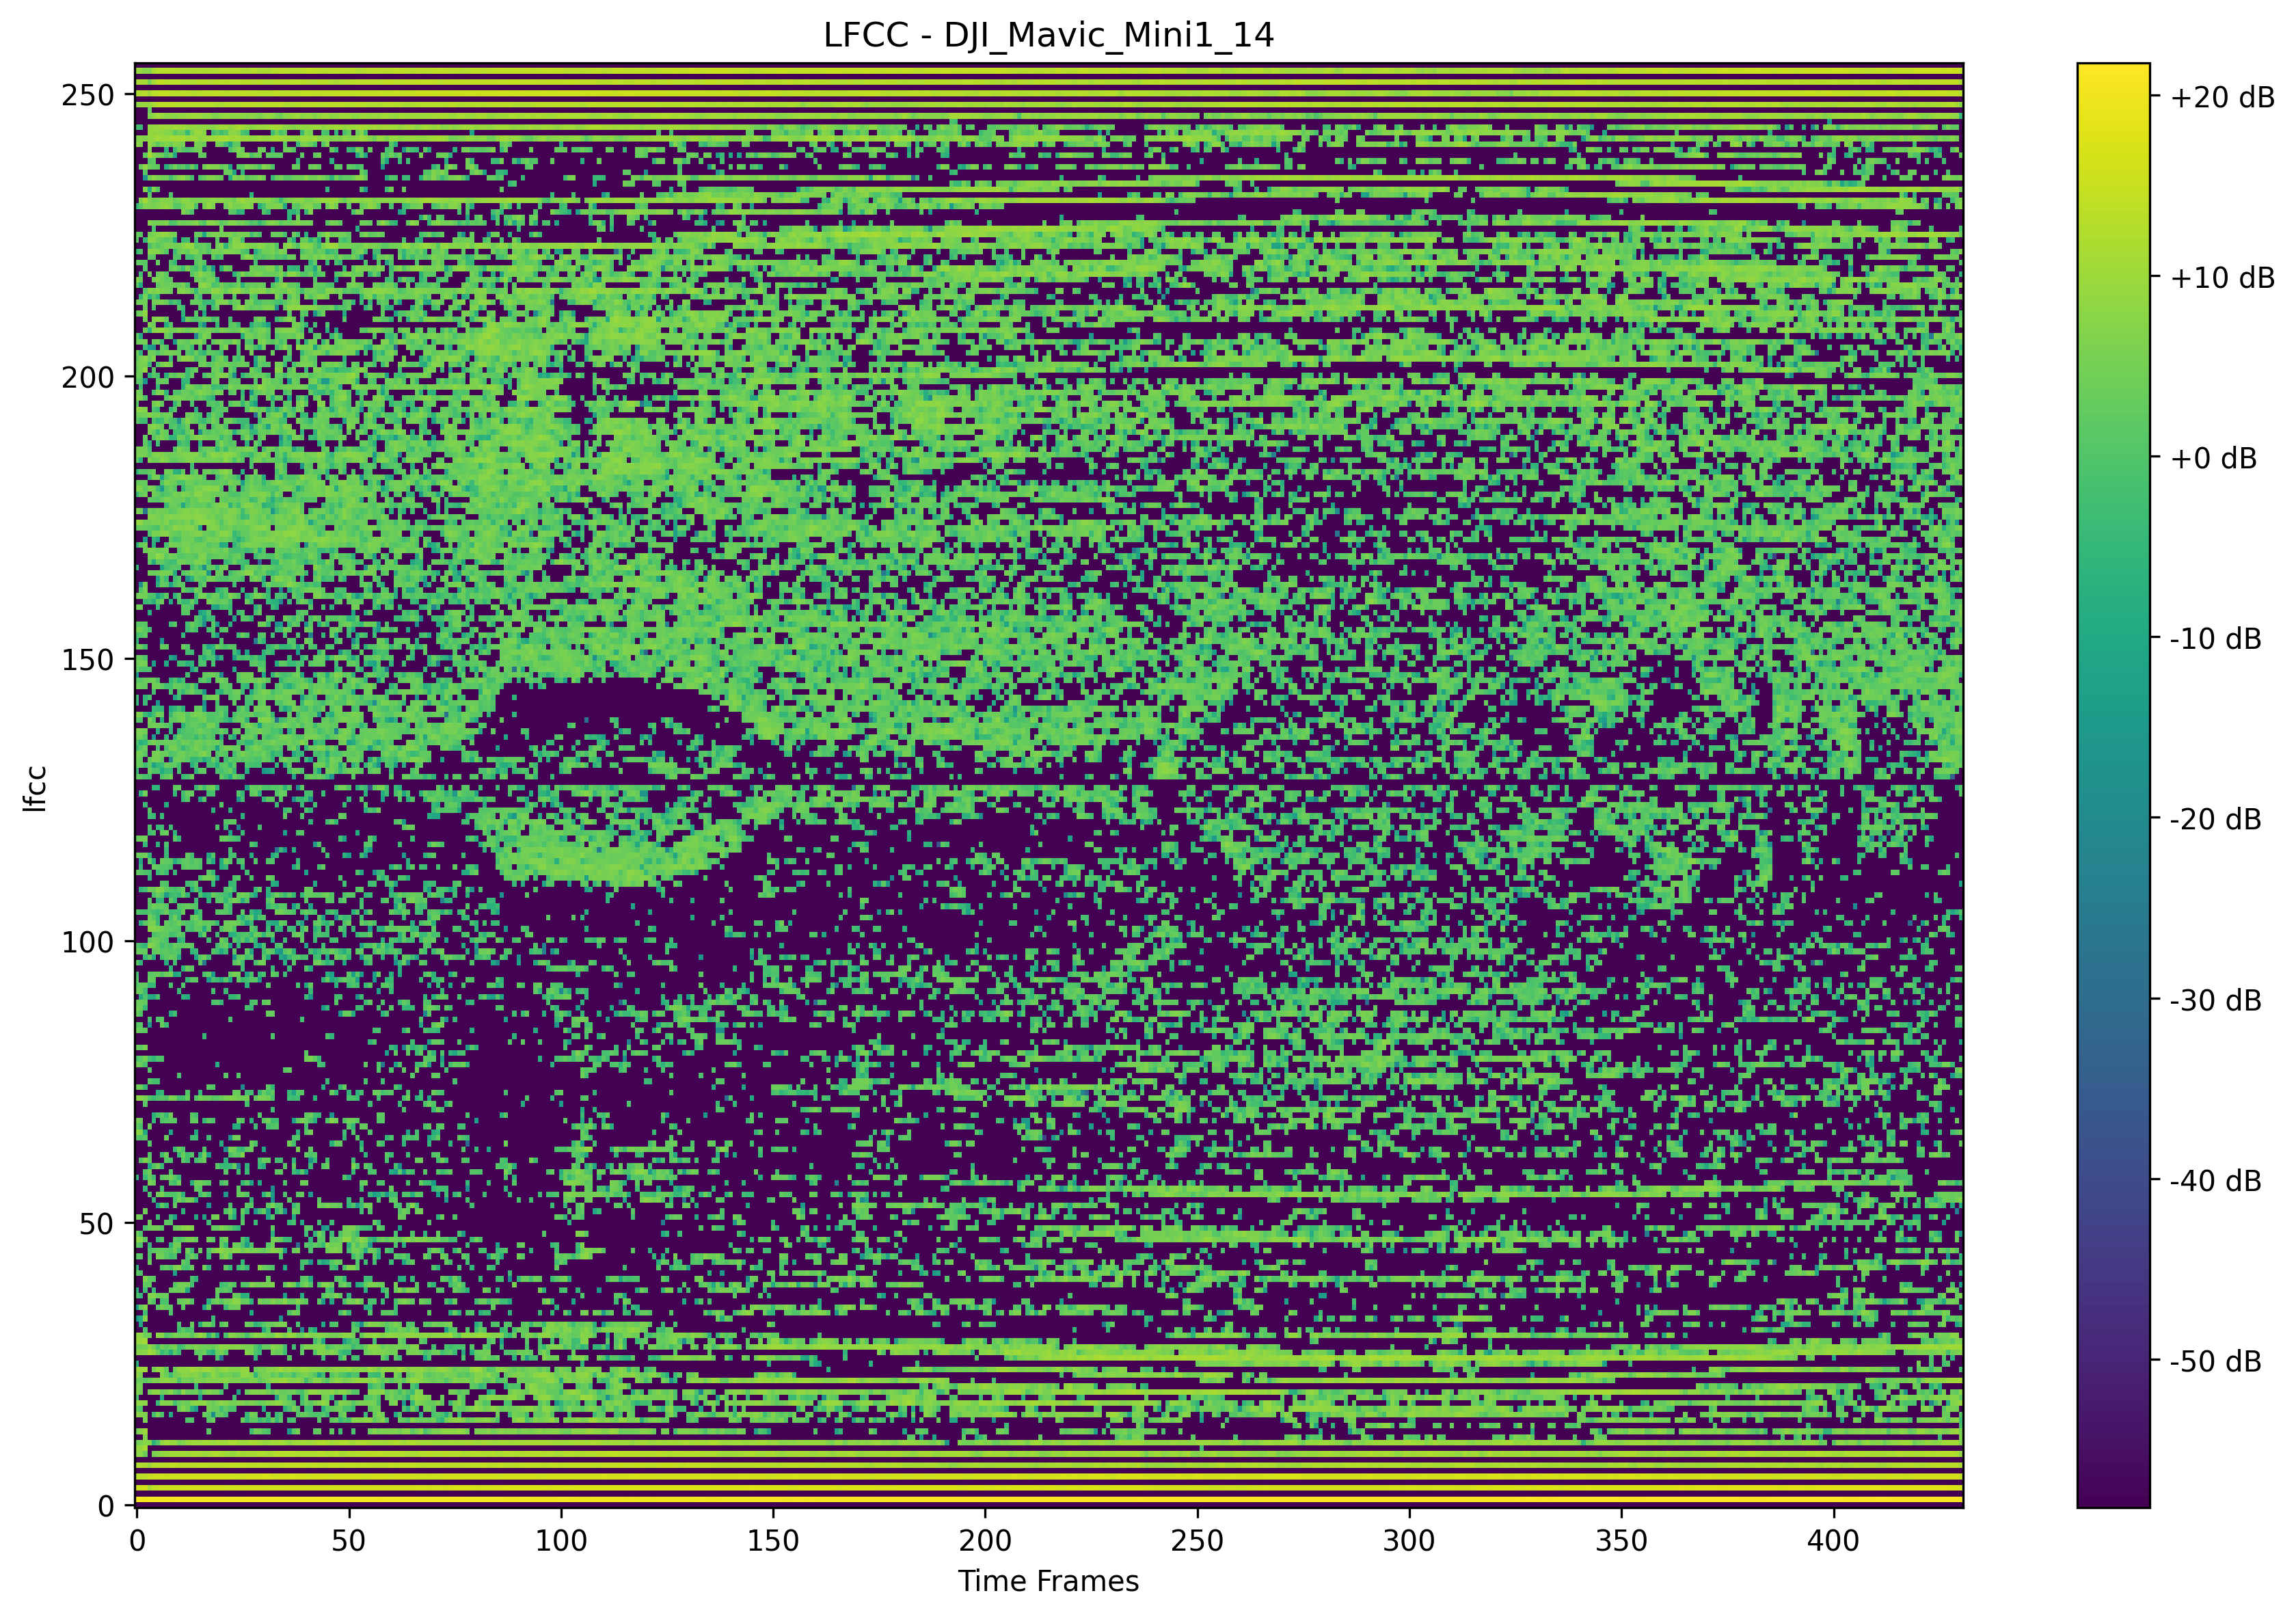 LFCC - DJI_Mavic_Mini1_14
250
200
150
100
50
0
lfcc
0 50 100 150 200 250 300 350 400
Time Frames
+20 dB
+10 dB
+0 dB
-10 dB
-20 dB
-30 dB
-40 dB
-50 dB